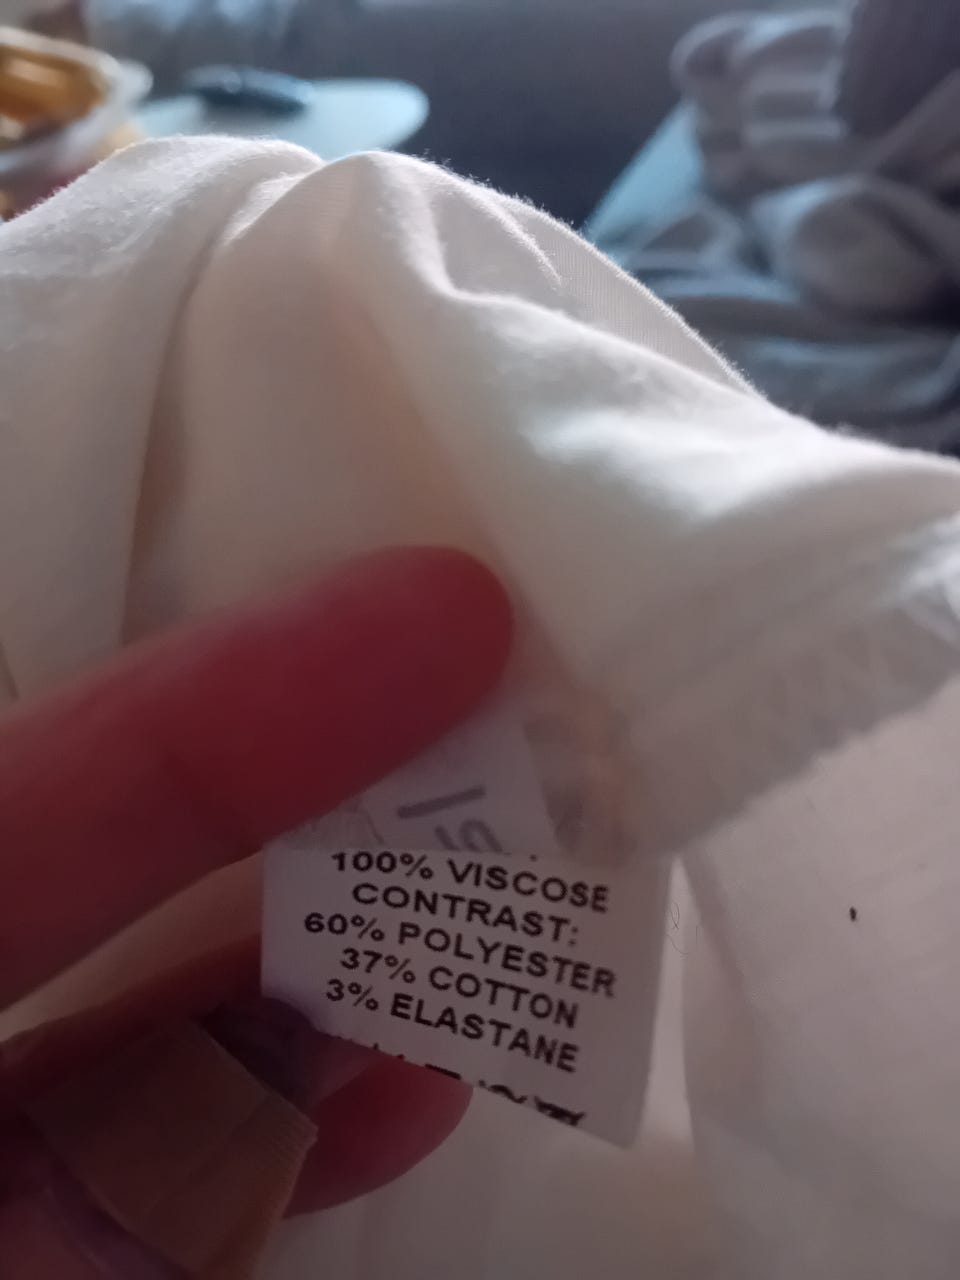 100% VISCOSE
CONTRAST:
60% POLYESTER
37% COTTON
3% ELASTANE